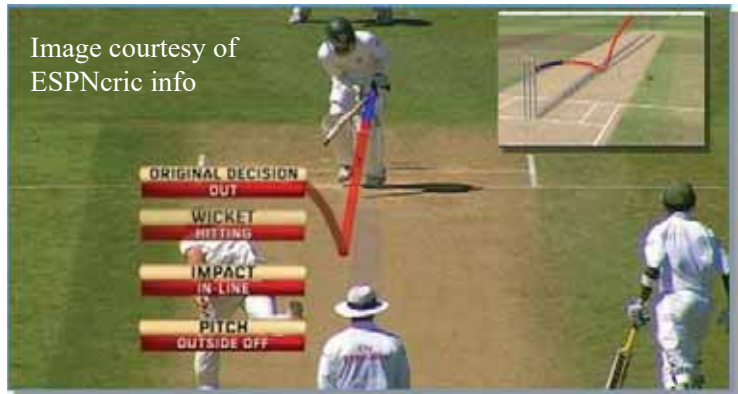 Image courtesy of
ESPNcric info
ORIGINAL DECISION
OUT
WICKET
HITTING
IMPACT
IN-LINE
PITCH
OUTSIDE OFF